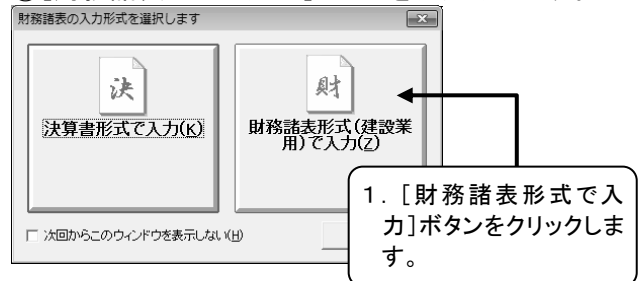 財務諸表の入力形式を選択します
決
決算書形式で入力(K)
財
財務諸表形式(建設業
用)で入力(Z)
□ 次回からこのウィンドウを表示しない(H)
1．[財務諸表形式で入
力]ボタンをクリックしま
す。